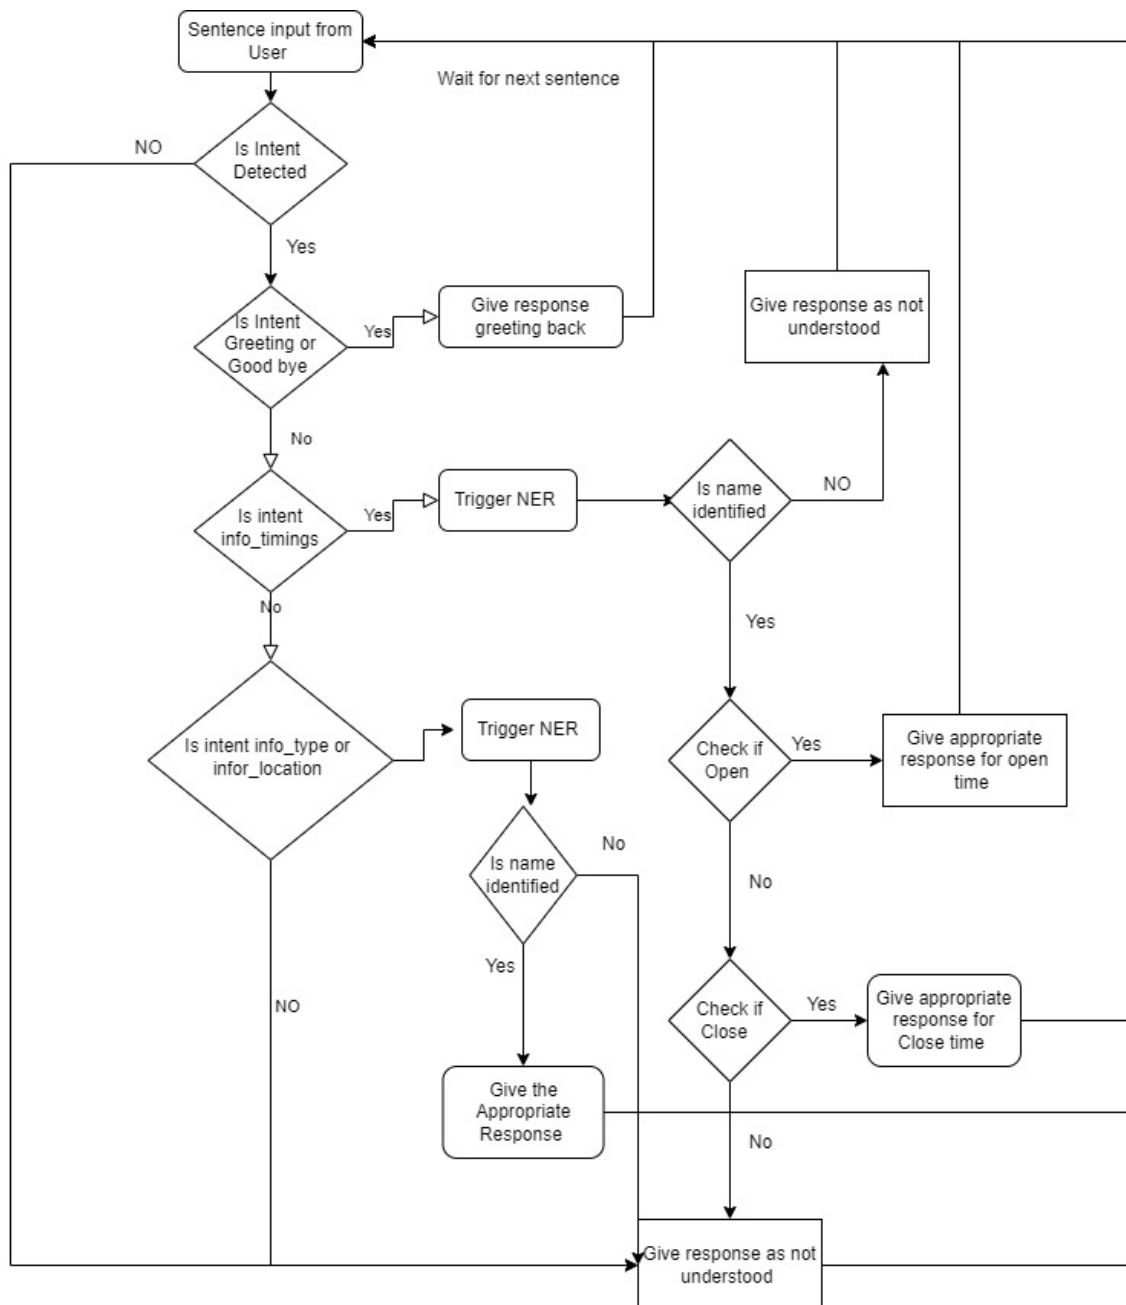 Sentence input from
User
Wait for next sentence
NO
Is Intent
Detected
Yes
Is Intent
Greeting or
Good bye
Yes
Give response
greeting back
Give response as not
understood
No
Is intent
info_timings
Yes
Trigger NER
Is name
identified
NO
No
Yes
Is intent info_type or
infor_location
Trigger NER
Check if
Open
Yes
Give appropriate
response for open
time
Is name
identified
No
No
Yes
NO
Check if
Close
Yes
Give appropriate
response for
Close time
Give the
Appropriate
Response
No
Give response as not
understood